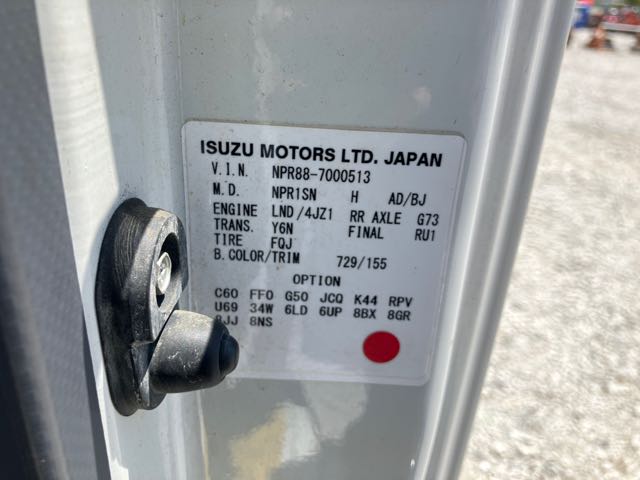 ISUZU MOTORS LTD. JAPAN
V.I.N. NPR88-7000513
M.D. NPR1SN H AD/BJ
ENGINE LND/4JZ1 RR AXLE G73
TRANS. Y6N FINAL RU1
TIRE FQJ
B.COLOR/TRIM 729/155
OPTION
C60 FF0 G50 JCQ K44 RPV
U69 34W 6LD 6UP 8BX 8GR
8JJ 8NS